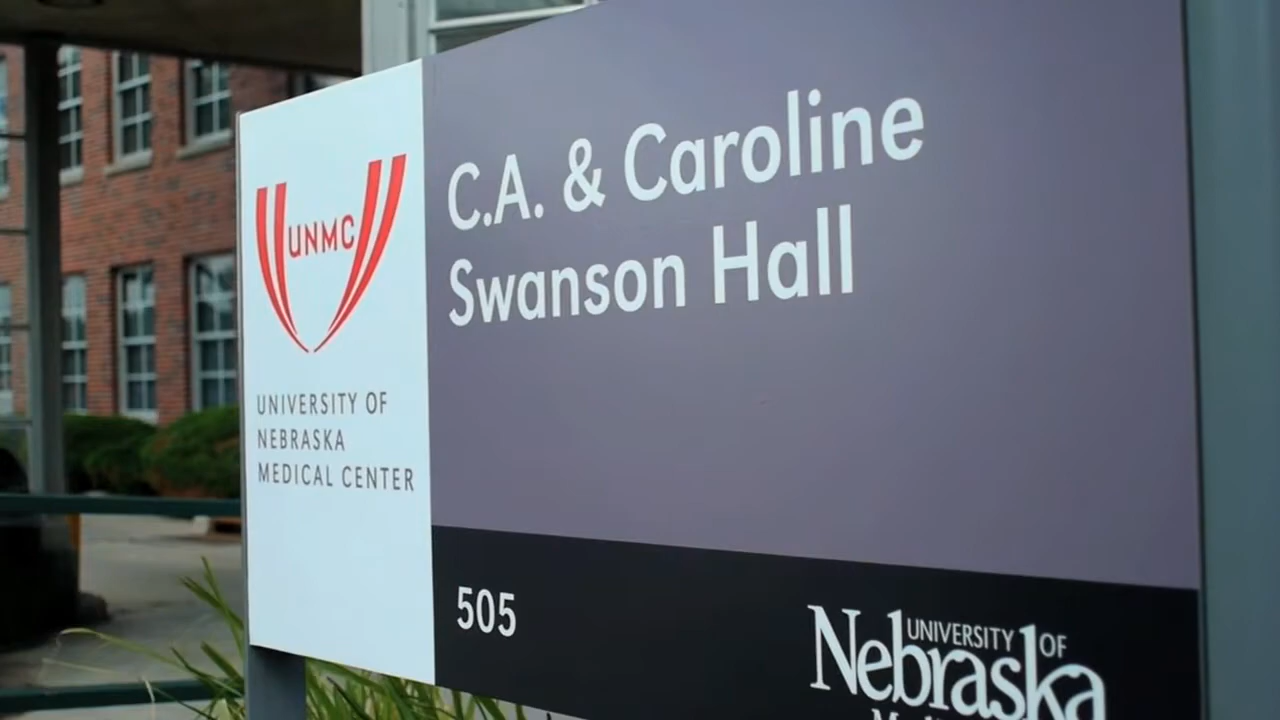 UNMC
UNIVERSITY OF
NEBRASKA
MEDICAL CENTER
C.A. & Caroline
Swanson Hall
505
UNIVERSITY OF
Nebraska